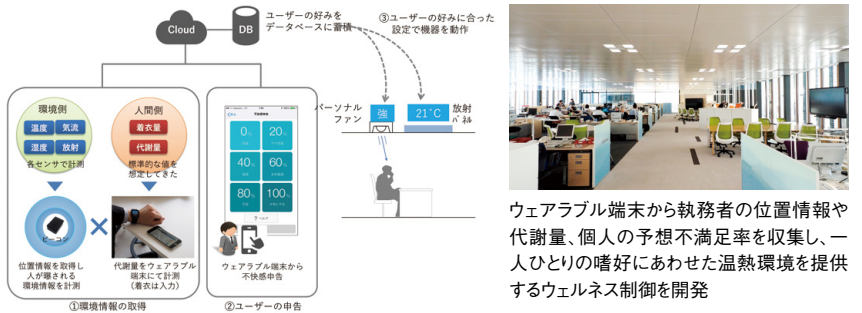 Cloud
DB
ユーザーの好みを
データベースに蓄積
③ユーザーの好みに合った
設定で機器を動作
環境側
温度
気流
湿度
放射
各センサで計測
人間側
着衣量
代謝量
標準的な値を
想定してきた
ビーコン
位置情報を取得し
人が曝される
環境情報を計測
代謝量をウェアラブル
端末にて計測
(着衣は入力)
①環境情報の取得
0%
20%
40%
60%
80%
100%
? ヘルプ
ウェアラブル端末から
不快感申告
②ユーザーの申告
パーソナル
ファン
強
21℃
放射
パネル
ウェアラブル端末から執務者の位置情報や
代謝量、個人の予想不満足率を収集し、一
人ひとりの嗜好にあわせた温熱環境を提供
するウェルネス制御を開発